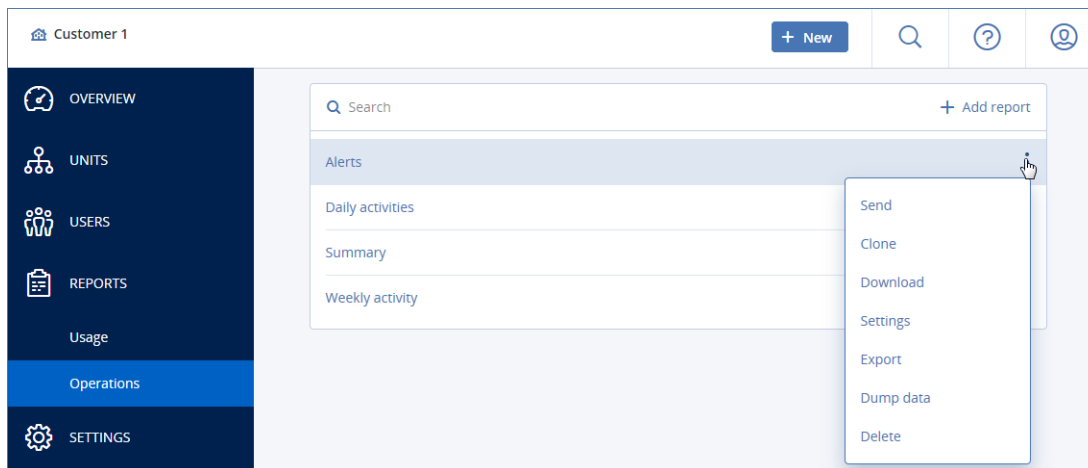 Customer 1
+ New
OVERVIEW
UNITS
USERS
REPORTS
Usage
Operations
SETTINGS
Search
+ Add report
Alerts
Daily activities
Summary
Weekly activity
Send
Clone
Download
Settings
Export
Dump data
Delete